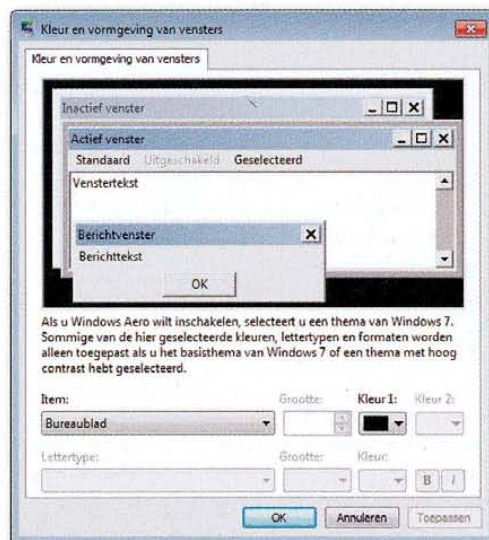 Kleur en vormgeving van vensters
Kleur en vormgeving van vensters
Inactief venster
Actief venster
Standaard Uitgeschakeld Geselecteerd
Venstertekst
Berichtvenster
Berichttekst
OK
Als u Windows Aero wilt inschakelen, selecteert u een thema van Windows 7.
Sommige van de hier geselecteerde kleuren, lettertypen en formaten worden
alleen toegepast als u het basisthema van Windows 7 of een thema met hoog
contrast hebt geselecteerd.
Item: Grootte: Kleur 1: Kleur 2:
Bureaublad
Lettertype: Grootte: Kleur:
B I
OK Annuleren Toepassen